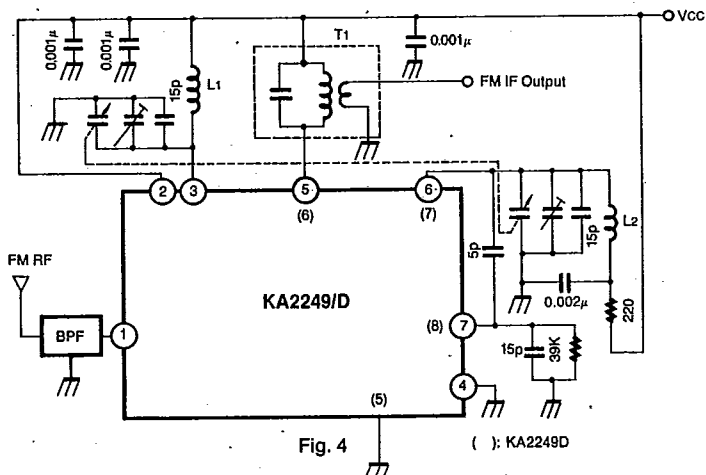 Vcc
0.001μ
0.001μ
T1
0.001μ
15p
L1
FM IF Output
2
3
5
(6)
6
(7)
5p
15p
L2
FM RF
KA2249/D
0.002μ
220
BPF
1
(8)
7
15p
39K
4
(5)
Fig. 4
( ): KA2249D